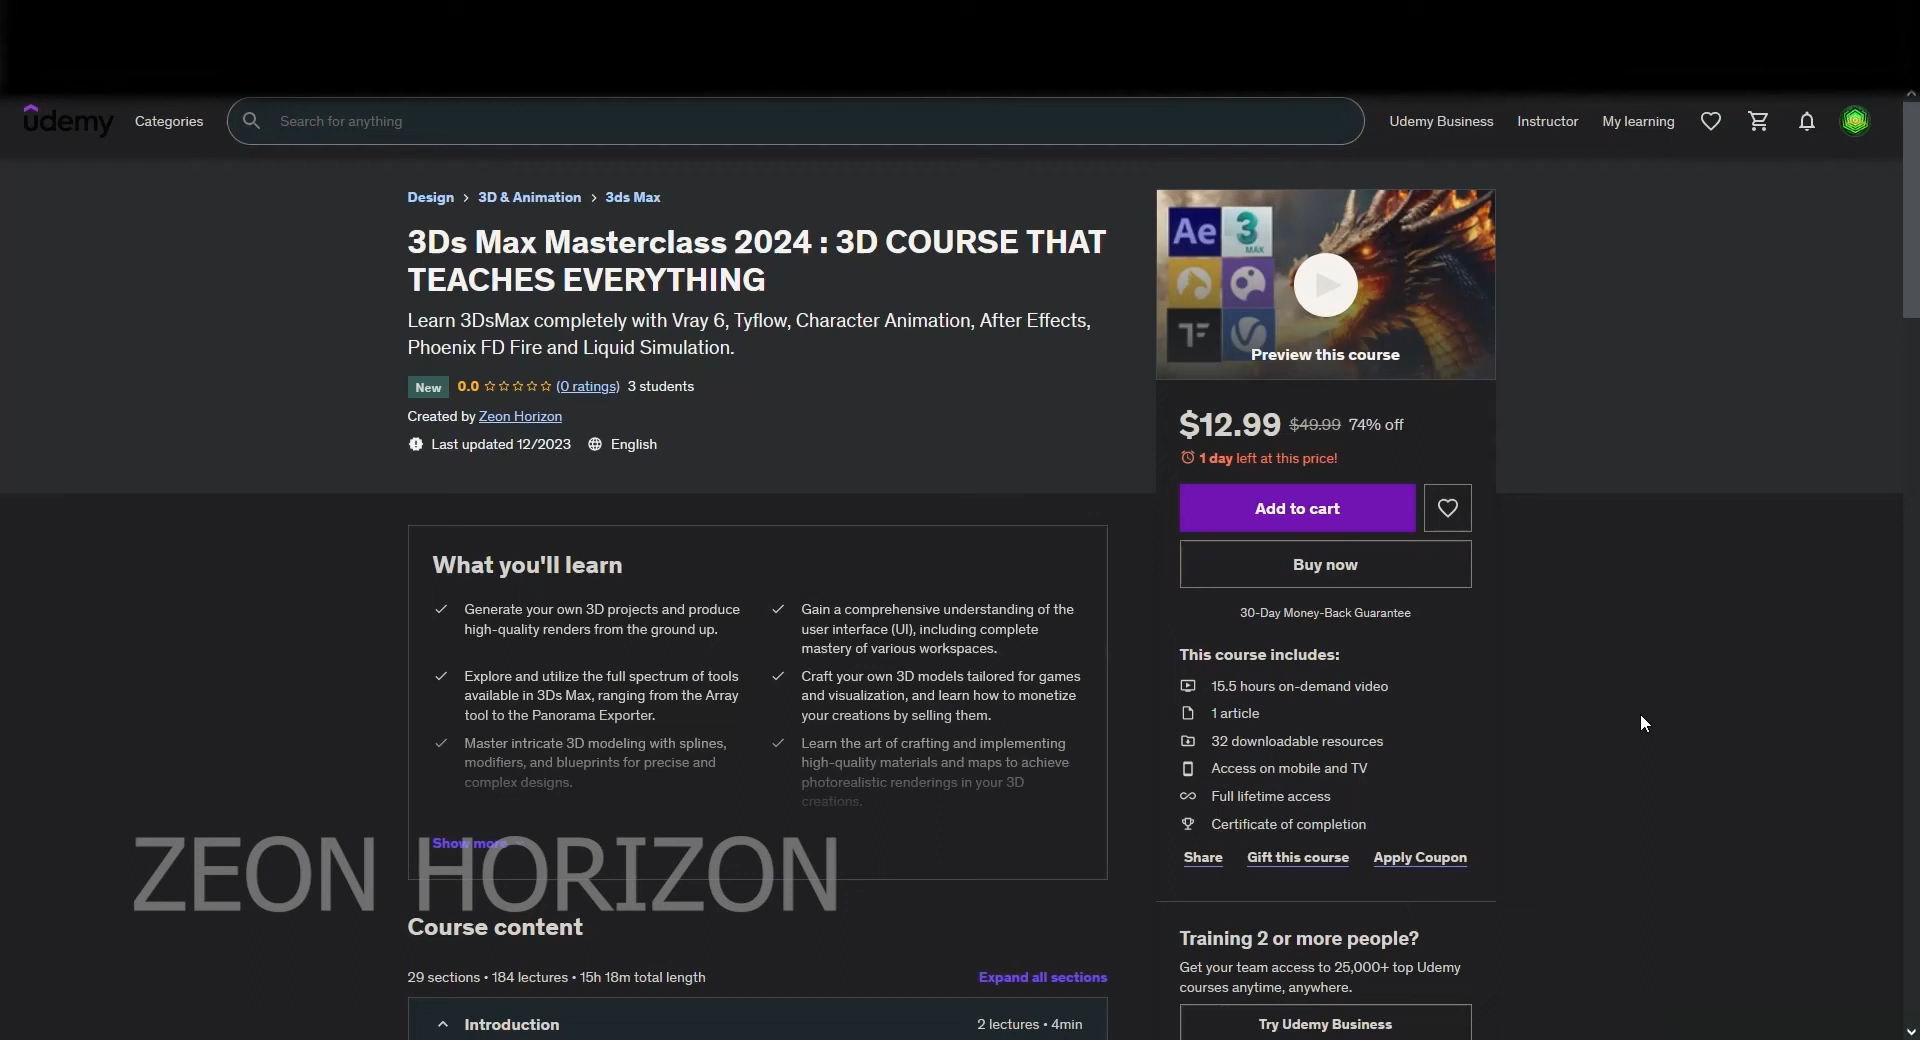 udemy
Categories
Search for anything
Udemy Business
Instructor
My learning
Design > 3D & Animation > 3ds Max
3Ds Max Masterclass 2024 : 3D COURSE THAT
TEACHES EVERYTHING
Learn 3DsMax completely with Vray 6, Tyflow, Character Animation, After Effects,
Phoenix FD Fire and Liquid Simulation.
New 0.0 (0 ratings) 3 students
Created by Zeon Horizon
Last updated 12/2023 English
Ae 3
MAX
TF
Preview this course
$12.99 $49.99 74% off
1 day left at this price!
Add to cart
Buy now
30-Day Money-Back Guarantee
This course includes:
15.5 hours on-demand video
1 article
32 downloadable resources
Access on mobile and TV
Full lifetime access
Certificate of completion
Share Gift this course Apply Coupon
Training 2 or more people?
Get your team access to 25,000+ top Udemy
courses anytime, anywhere.
Try Udemy Business
What you'll learn
Generate your own 3D projects and produce
high-quality renders from the ground up.
Gain a comprehensive understanding of the
user interface (UI), including complete
mastery of various workspaces.
Explore and utilize the full spectrum of tools
available in 3Ds Max, ranging from the Array
tool to the Panorama Exporter.
Craft your own 3D models tailored for games
and visualization, and learn how to monetize
your creations by selling them.
Master intricate 3D modeling with splines,
modifiers, and blueprints for precise and
complex designs.
Learn the art of crafting and implementing
high-quality materials and maps to achieve
photorealistic renderings in your 3D
creations.
Show more
ZEON HORIZON
Course content
29 sections • 184 lectures • 15h 18m total length
Expand all sections
Introduction
2 lectures • 4min